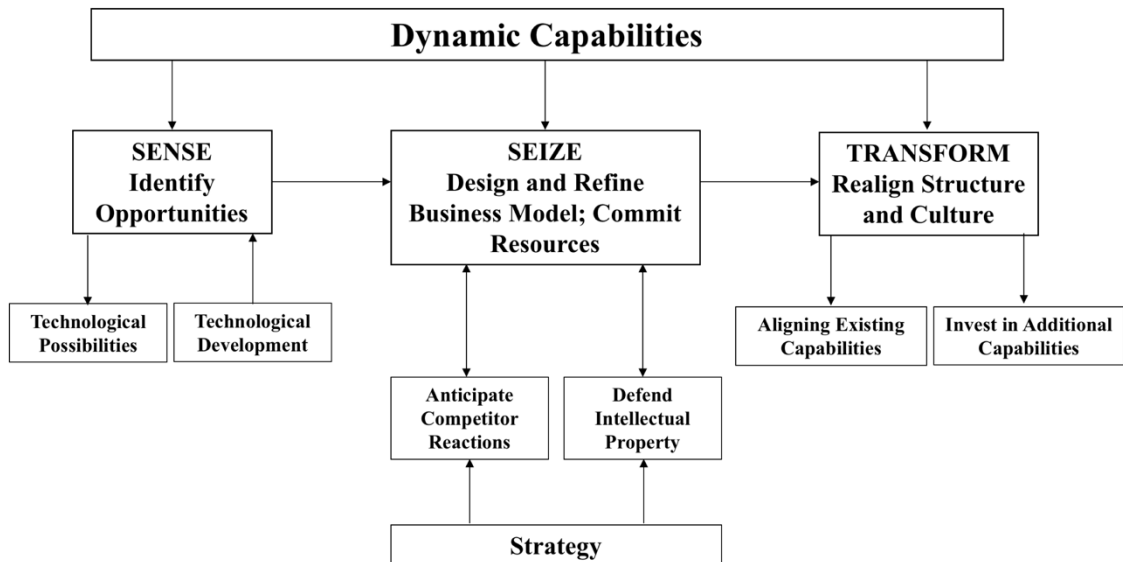 Dynamic Capabilities
SENSE
Identify
Opportunities
SEIZE
Design and Refine
Business Model; Commit
Resources
TRANSFORM
Realign Structure
and Culture
Technological
Possibilities
Technological
Development
Aligning Existing
Capabilities
Invest in Additional
Capabilities
Anticipate
Competitor
Reactions
Defend
Intellectual
Property
Strategy